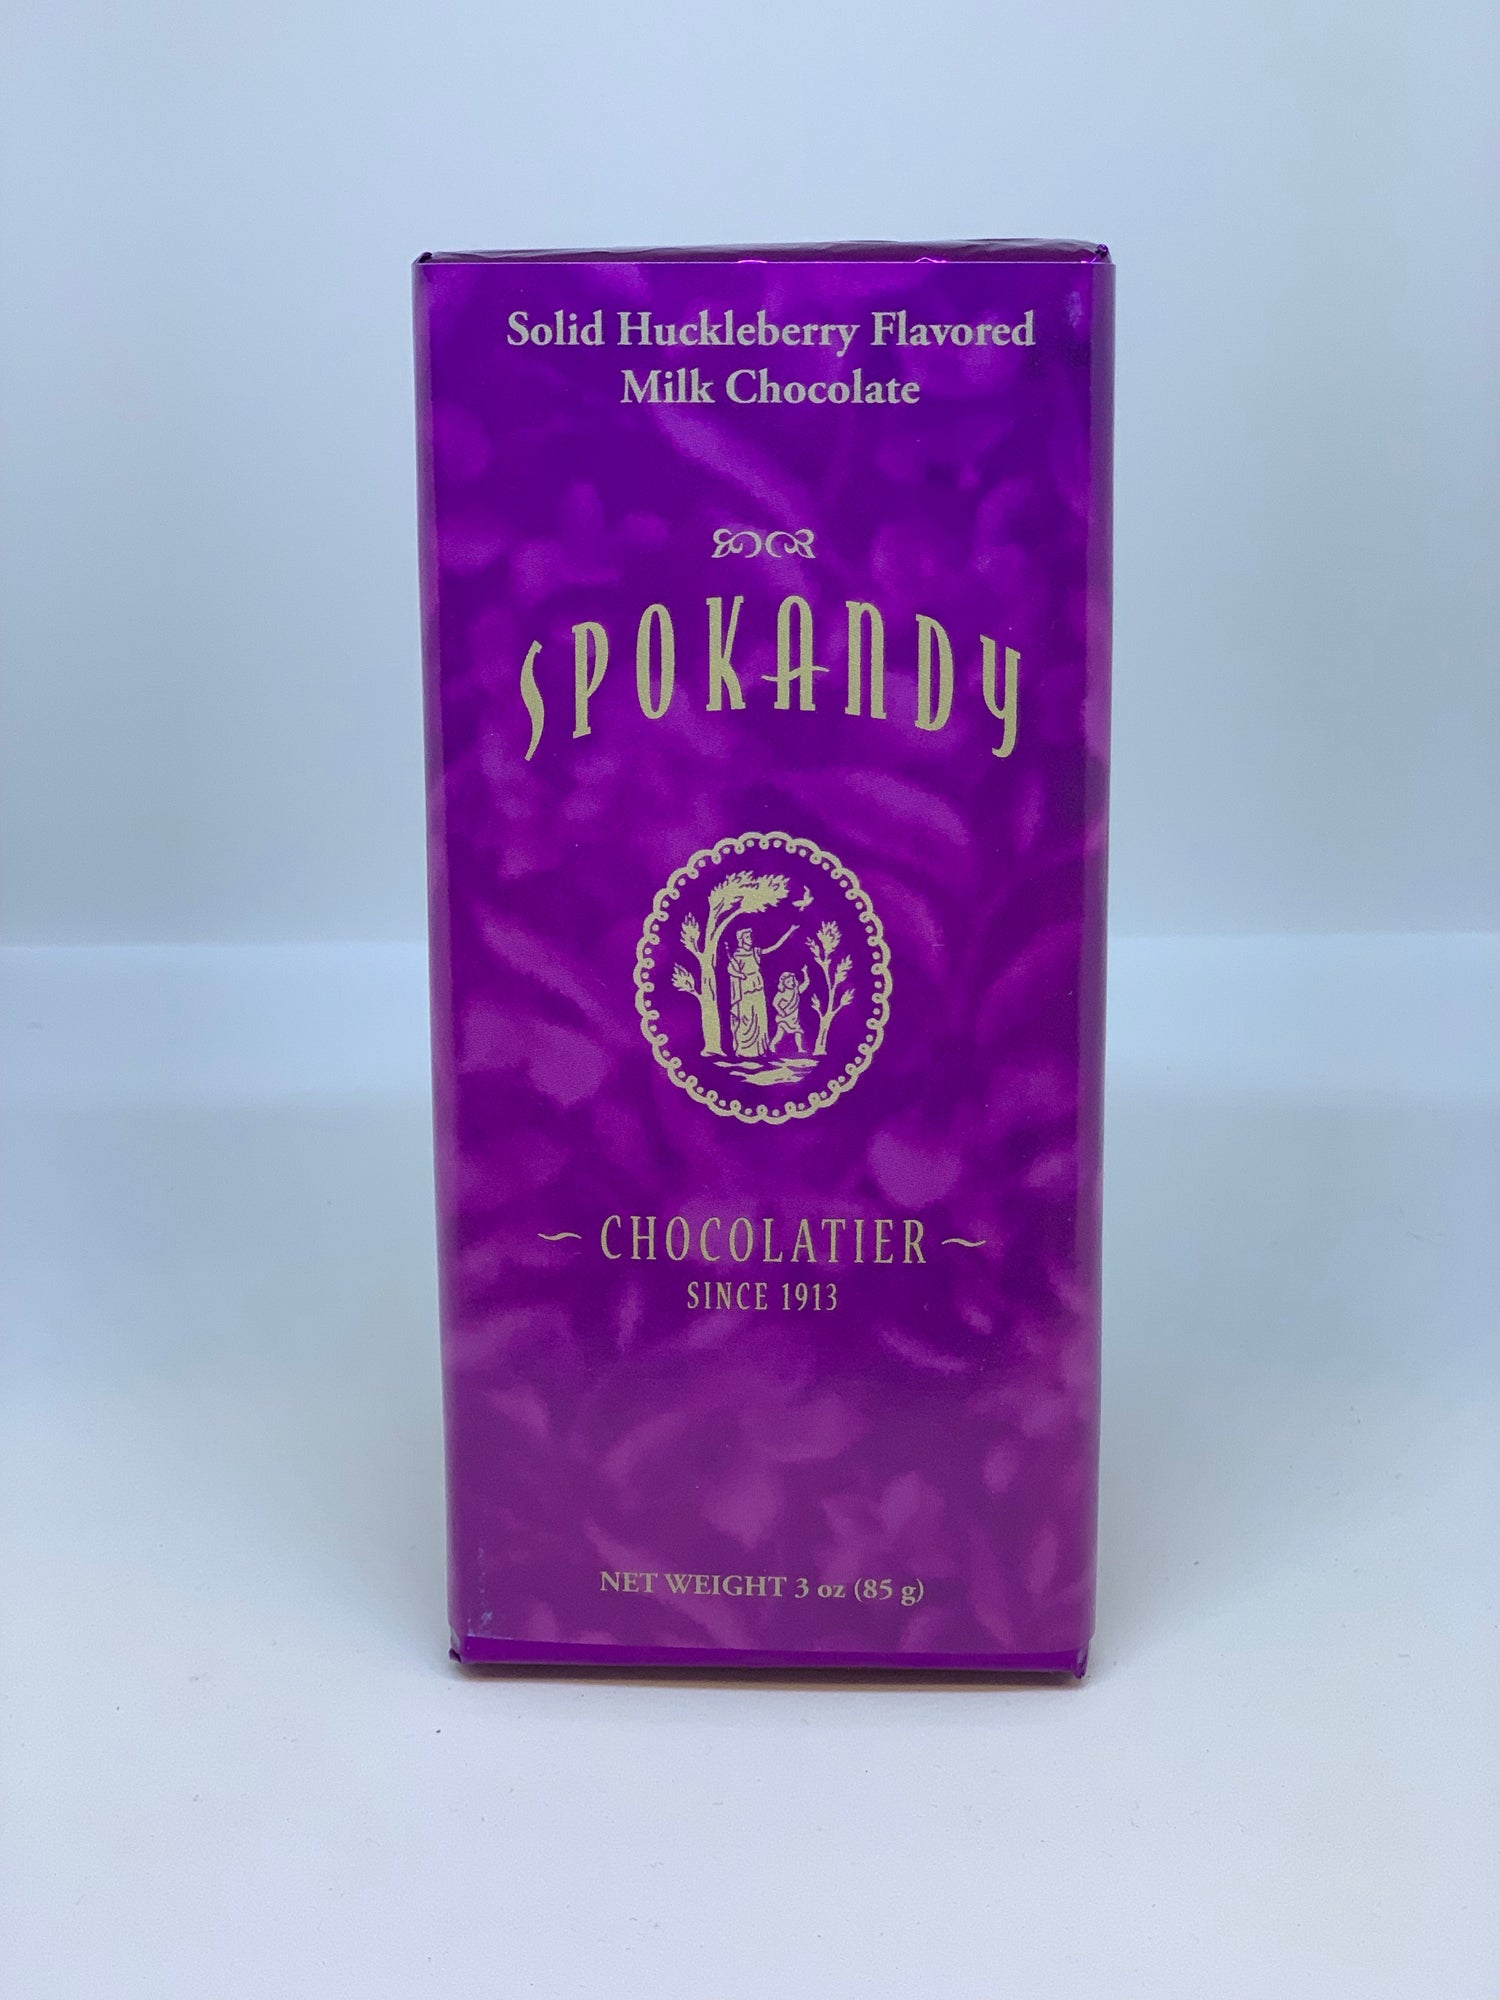 Solid Huckleberry Flavored
Milk Chocolate
SPOKANDY
~ CHOCOLATIER ~
SINCE 1913
NET WEIGHT 3 oz (85 g)